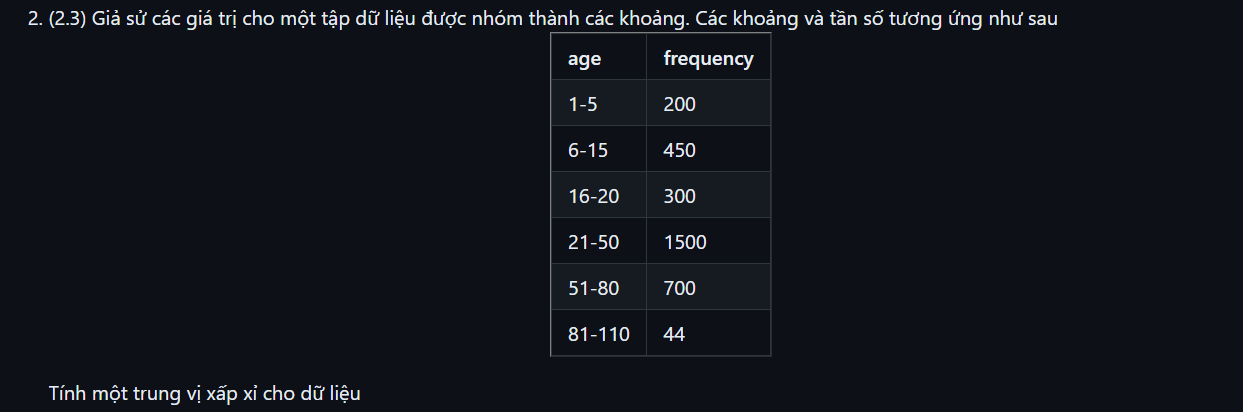 2. (2.3) Giả sử các giá trị cho một tập dữ liệu được nhóm thành các khoảng. Các khoảng và tần số tương ứng như sau
age frequency
1-5 200
6-15 450
16-20 300
21-50 1500
51-80 700
81-110 44
Tính một trung vị xấp xỉ cho dữ liệu